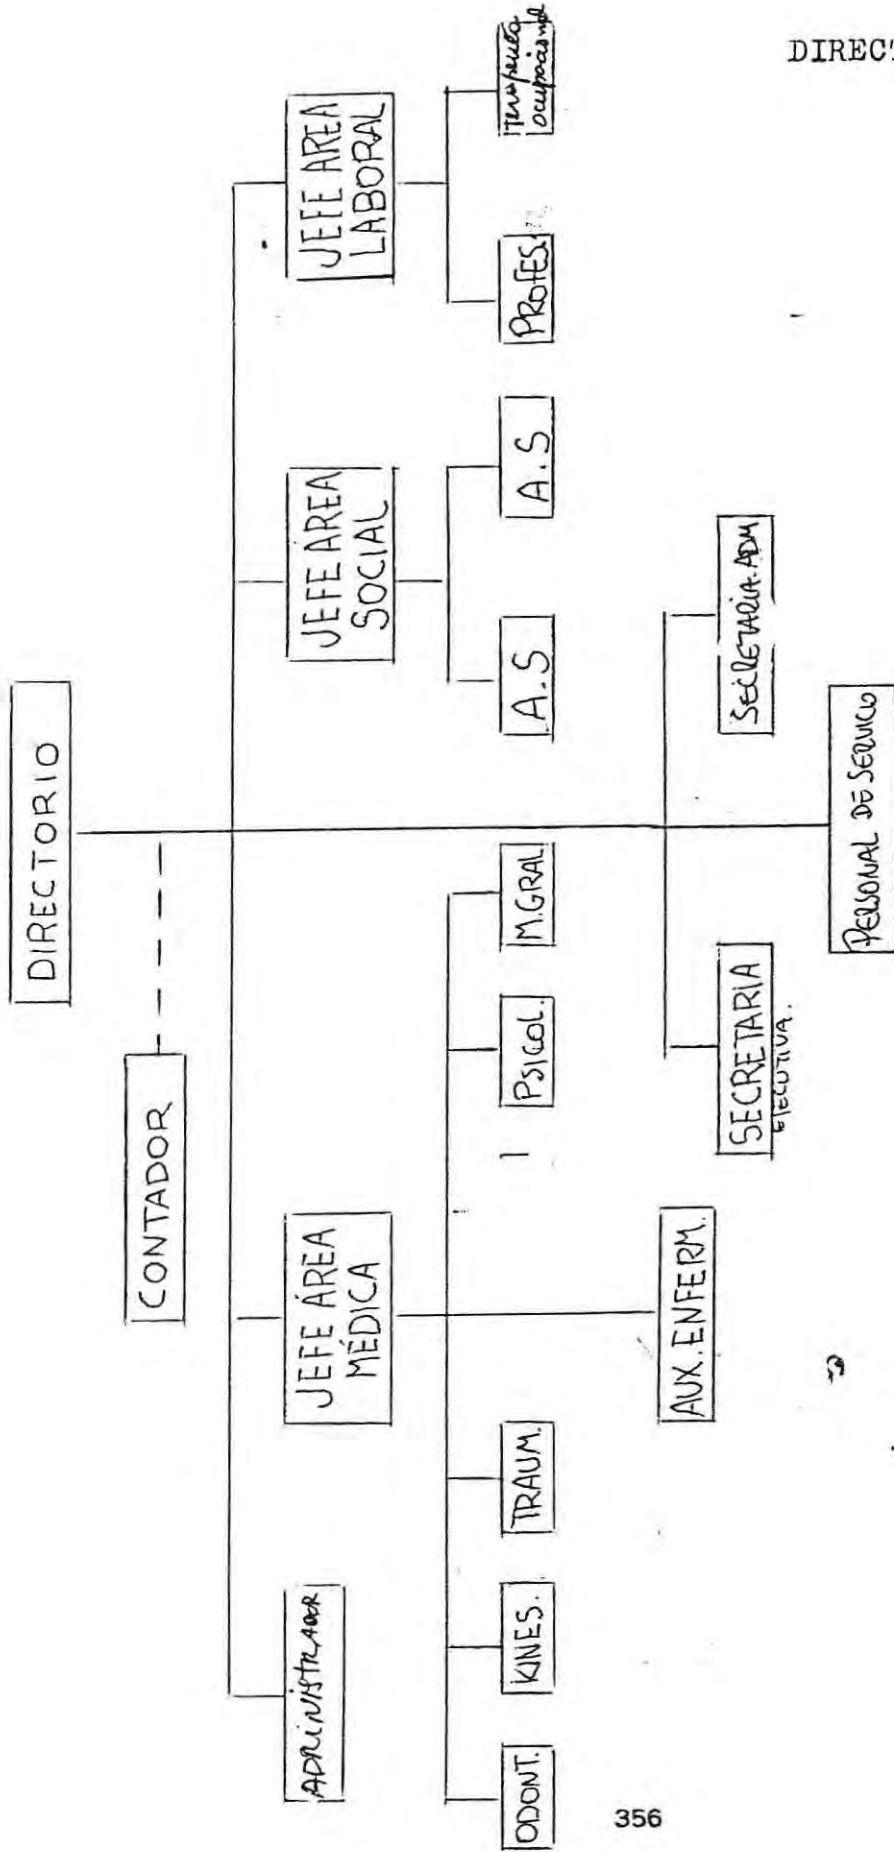 DIRECT
DIRECTORIO
CONTADOR
ADMINISTRADOR
JEFE ÁREA
MÉDICA
JEFE ÁREA
SOCIAL
JEFE AREA
LABORAL
ODONT.
KINES.
TRAUM.
PSICOL.
M.GRAL
A.S
A.S
PROFES.
Terapeuta
ocupacional
AUX. ENFERM.
SECRETARIA
EJECUTIVA.
SECRETARIA. ADM
PERSONAL DE SERVICIO
356